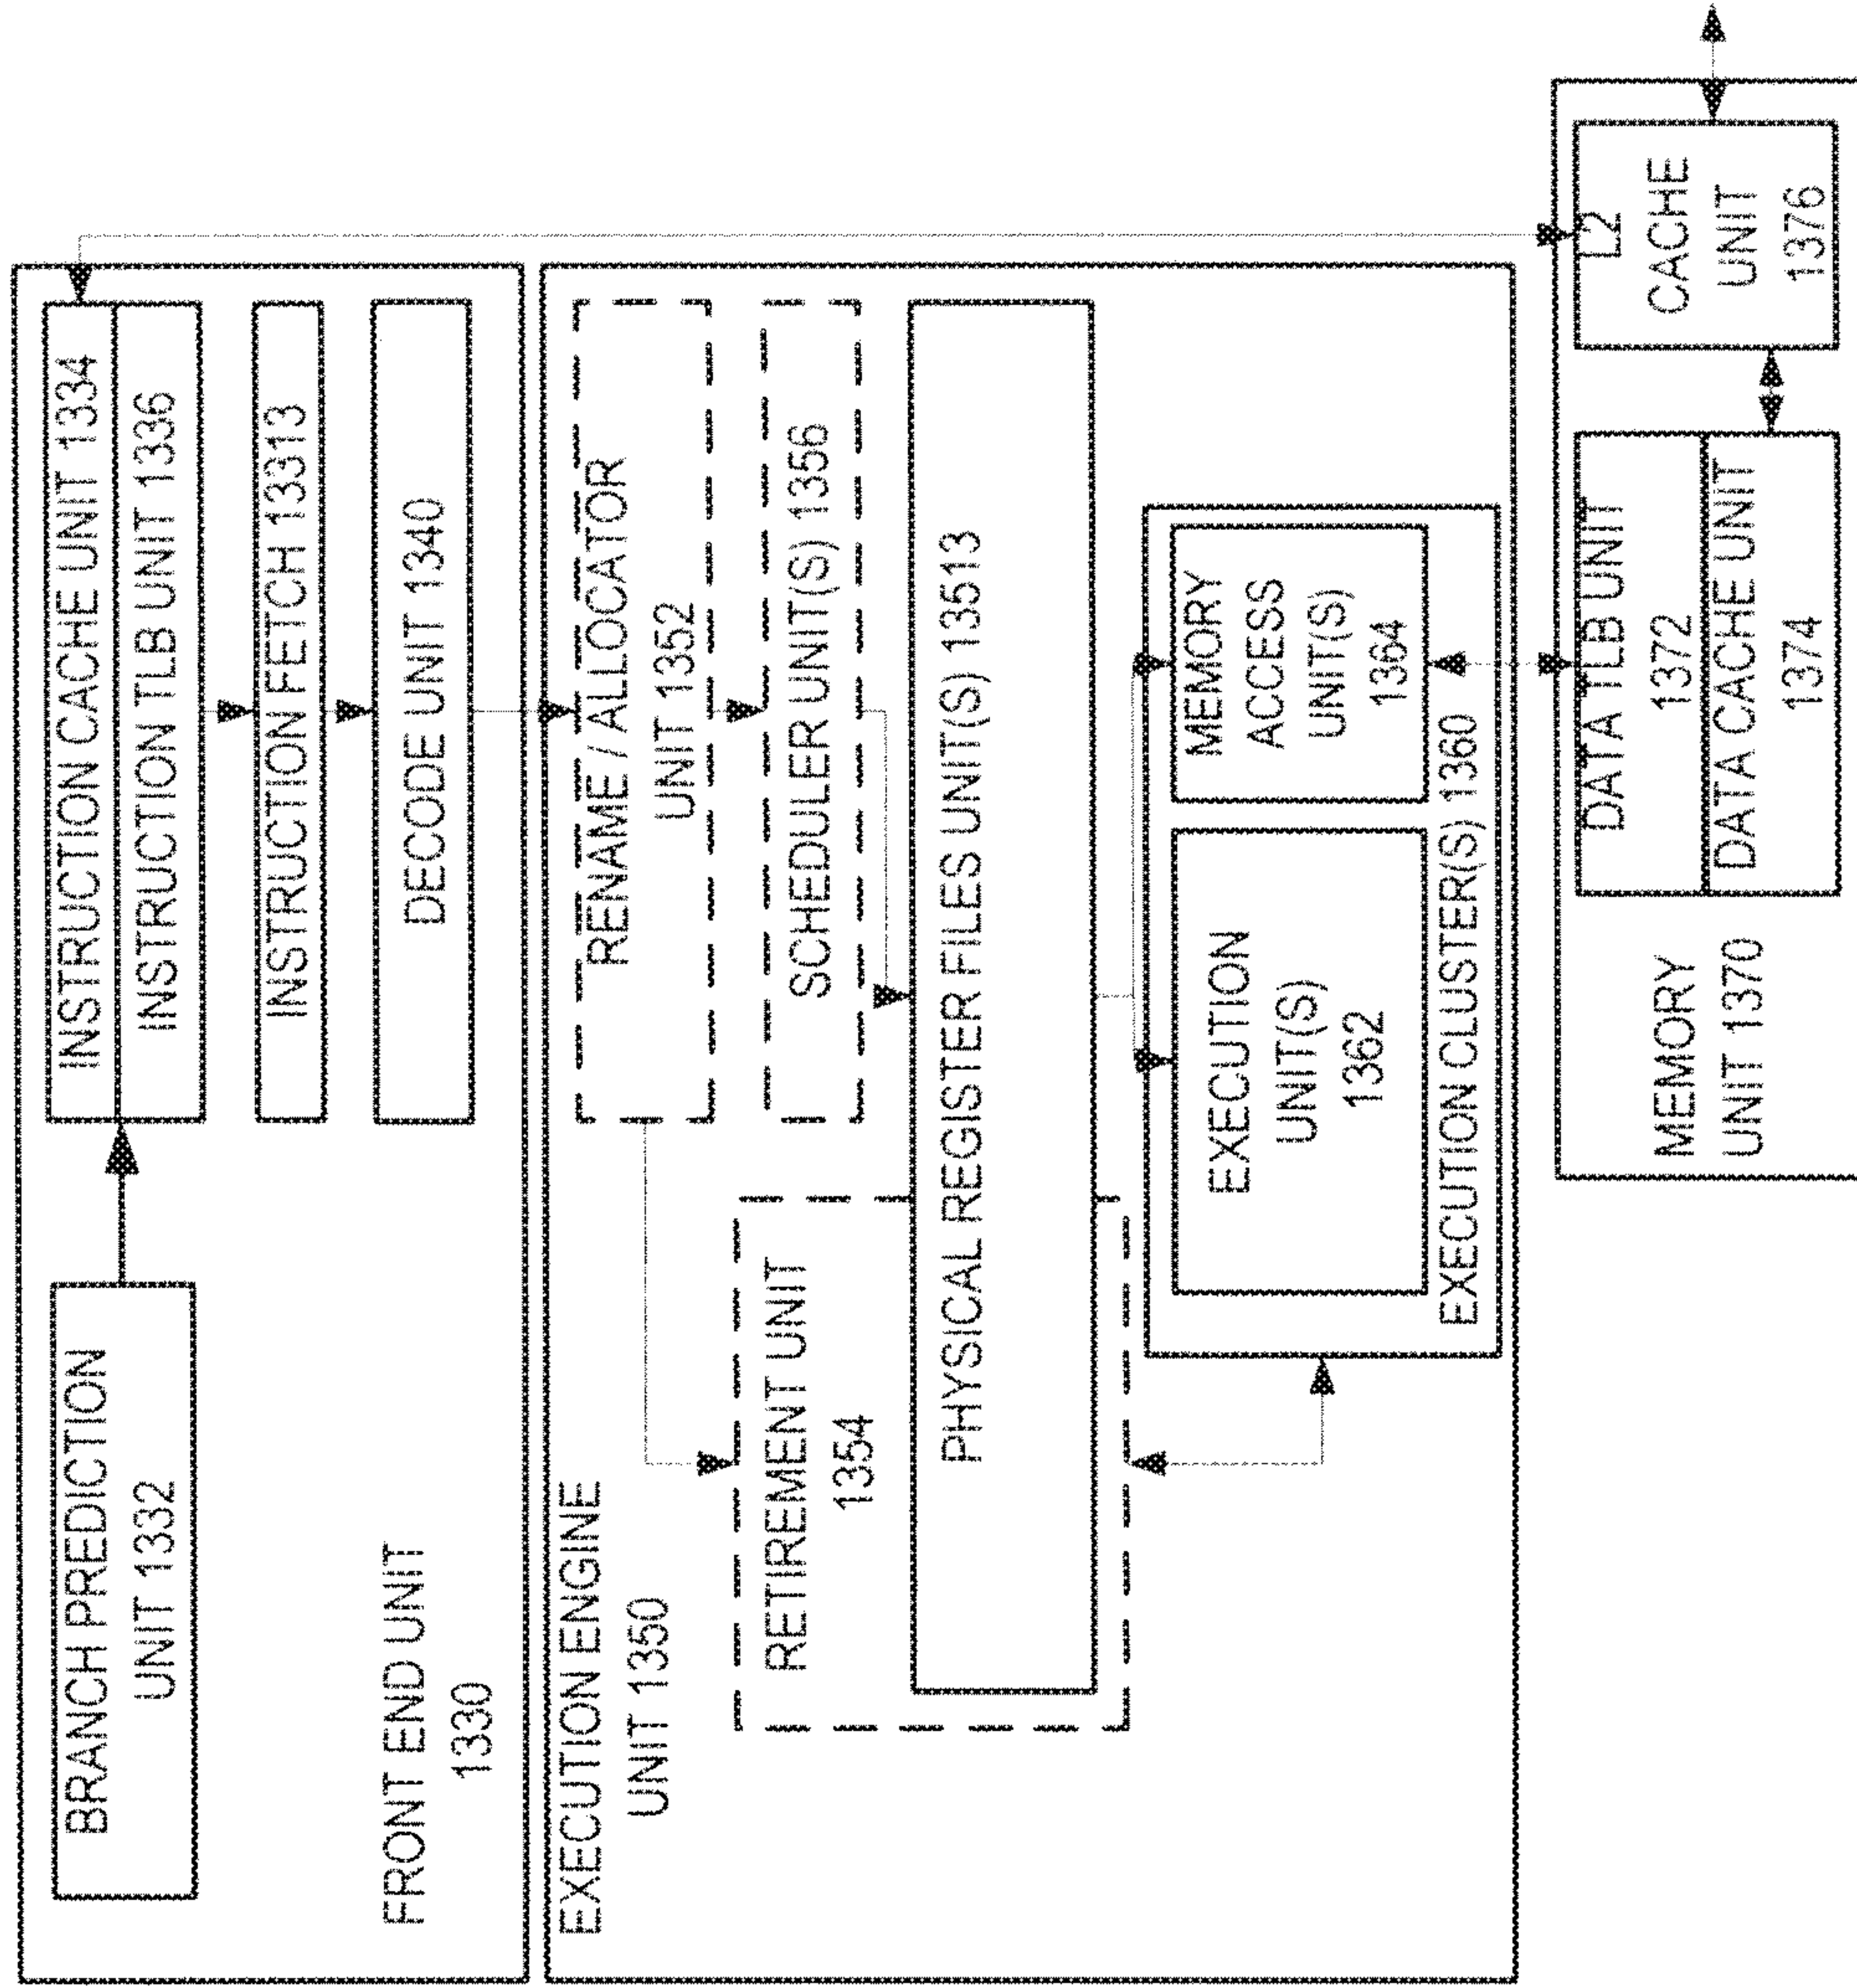 BRANCH PREDICTION
UNIT 1332
INSTRUCTION CACHE UNIT 1334
INSTRUCTION TLB UNIT 1336
INSTRUCTION FETCH 13313
DECODE UNIT 1340
FRONT END UNIT
1330
EXECUTION ENGINE
UNIT 1350
RENAME / ALLOCATOR
UNIT 1352
RETIREMENT UNIT
1354
SCHEDULER UNIT(S) 1356
PHYSICAL REGISTER FILES UNIT(S) 13513
EXECUTION
UNIT(S)
1362
MEMORY
ACCESS
UNIT(S)
1364
EXECUTION CLUSTER(S) 1360
MEMORY
UNIT 1370
DATA TLB UNIT
1372
DATA CACHE UNIT
1374
L2
CACHE
UNIT
1376